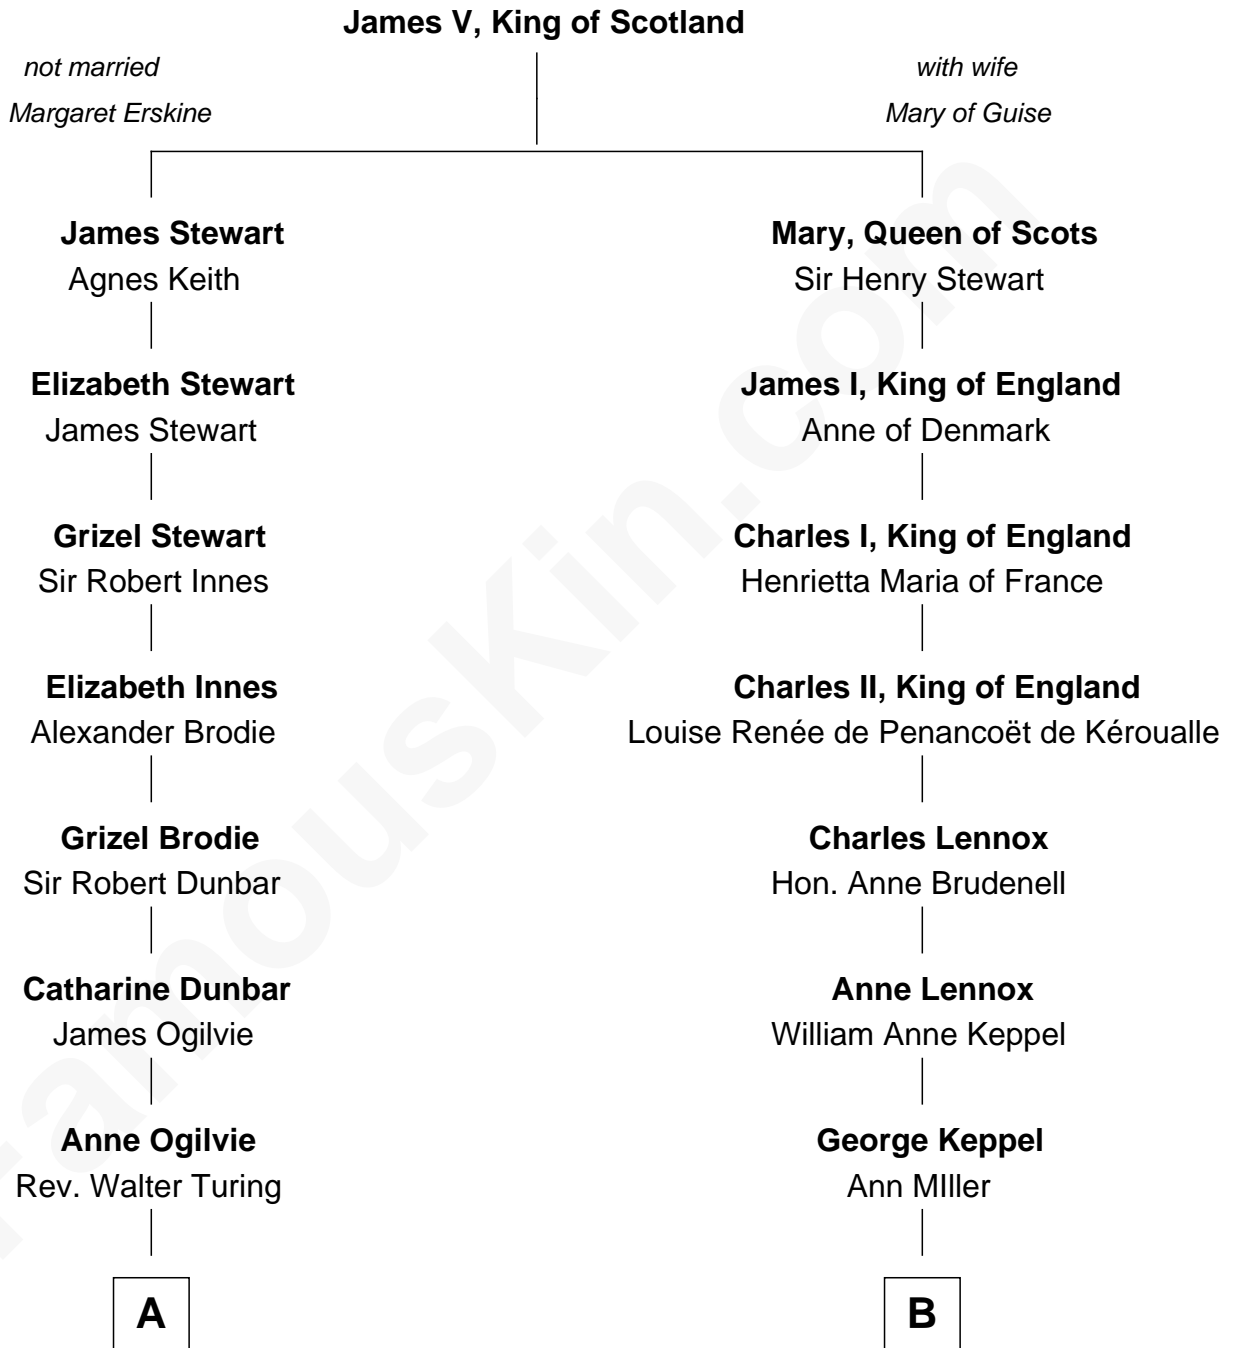 James V, King of Scotland
not married
Margaret Erskine
with wife
Mary of Guise
James Stewart
Agnes Keith
Mary, Queen of Scots
Sir Henry Stewart
Elizabeth Stewart
James Stewart
James I, King of England
Anne of Denmark
Grizel Stewart
Sir Robert Innes
Charles I, King of England
Henrietta Maria of France
Elizabeth Innes
Alexander Brodie
Charles II, King of England
Louise Renée de Penancoët de Kéroualle
Grizel Brodie
Sir Robert Dunbar
Charles Lennox
Hon. Anne Brudenell
Catharine Dunbar
James Ogilvie
Anne Lennox
William Anne Keppel
Anne Ogilvie
Rev. Walter Turing
George Keppel
Ann MIller
A
B
FamousKin.com